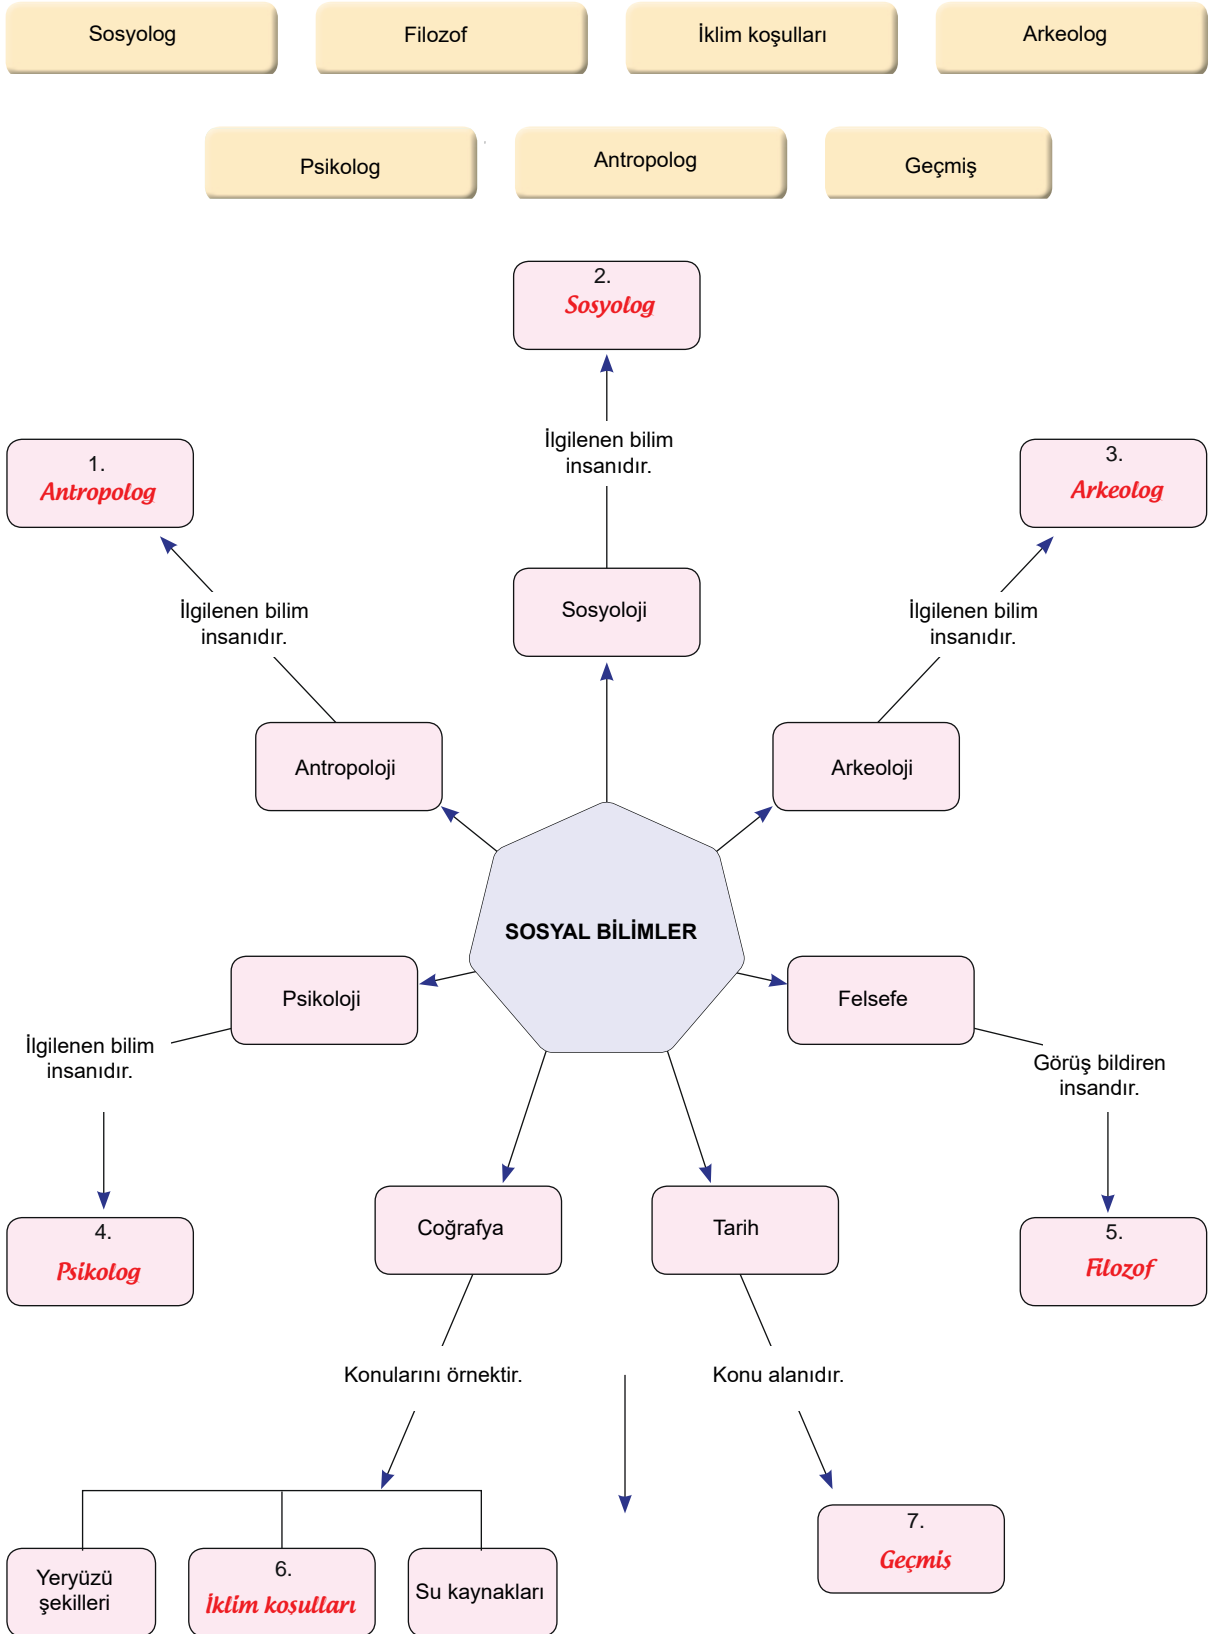 Sosyolog
Filozof
İklim koşulları
Arkeolog
Psikolog
Antropolog
Geçmiş
2.
Sosyolog
İlgilenen bilim
insanıdır.
1.
Antropolog
3.
Arkeolog
Sosyoloji
İlgilenen bilim
insanıdır.
İlgilenen bilim
insanıdır.
Antropoloji
Arkeoloji
SOSYAL BİLİMLER
Psikoloji
Felsefe
İlgilenen bilim
insanıdır.
Görüş bildiren
insandır.
Coğrafya
Tarih
4.
Psikolog
5.
Filozof
Konularını örnektir.
Konu alanıdır.
7.
Geçmiş
Yeryüzü
şekilleri
6.
İklim koşulları
Su kaynakları